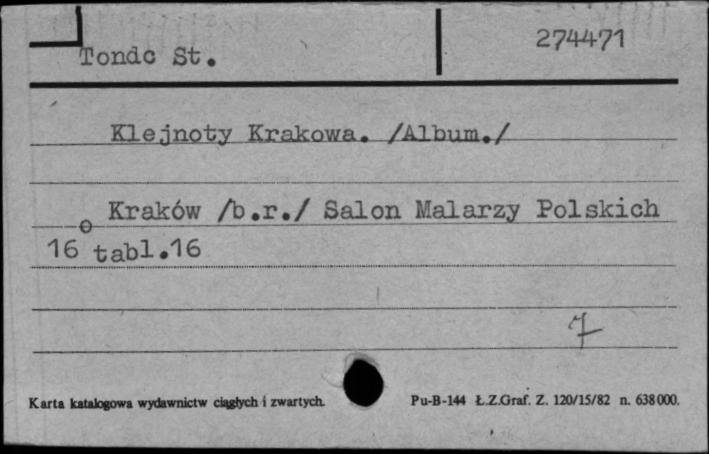 Tondc St.
274471
Klejnoty Krakowa. /Album./
Kraków /b.r./ Salon Malarzy Polskich
16° tabl.16
7
Karta katalogowa wydawnictw ciągłych i zwartych.
Pu-B-144 Ł.Z.Graf. Z. 120/15/82 n. 638000.